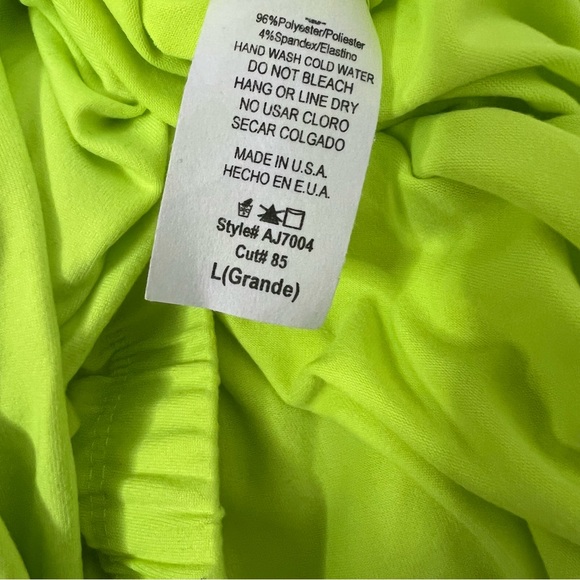 96%Polyester/Poliester
4%Spandex/Elastino
HAND WASH COLD WATER
DO NOT BLEACH
HANG OR LINE DRY
NO USAR CLORO
SECAR COLGADO
MADE IN U.S.A.
HECHO EN E.U.A.
Style# AJ7004
Cut# 85
L(Grande)